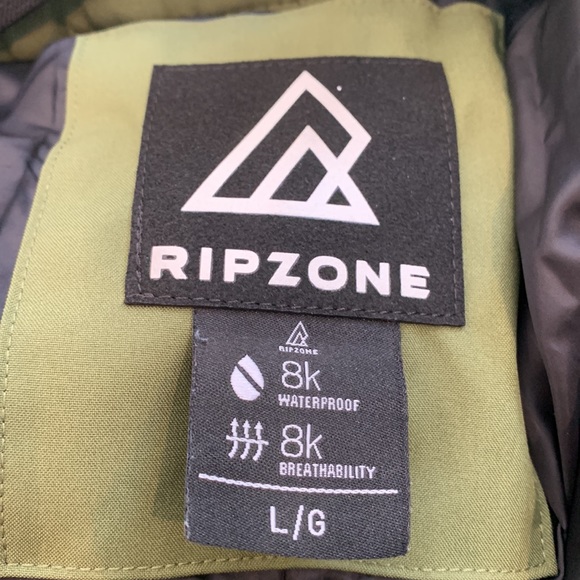 RIPZONE
RIPZONE
8k
WATERPROOF
8k
BREATHABILITY
L/G